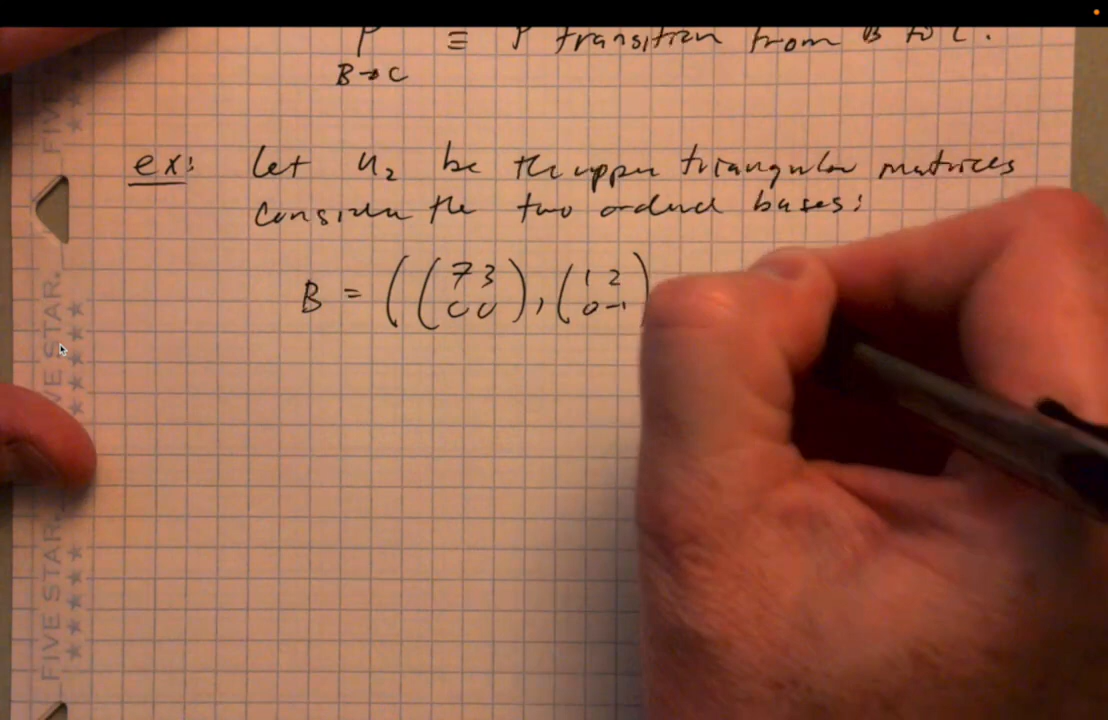 P ≡ P transition from B to C.
B→C
ex: Let U₂ be the upper triangular matrices
consider the two ordered bases:
B = ( ( 7 3 ), ( 1 2 )
0 0 0 -1
FIVE STAR.
FIVE STAR.
FIVE STAR.